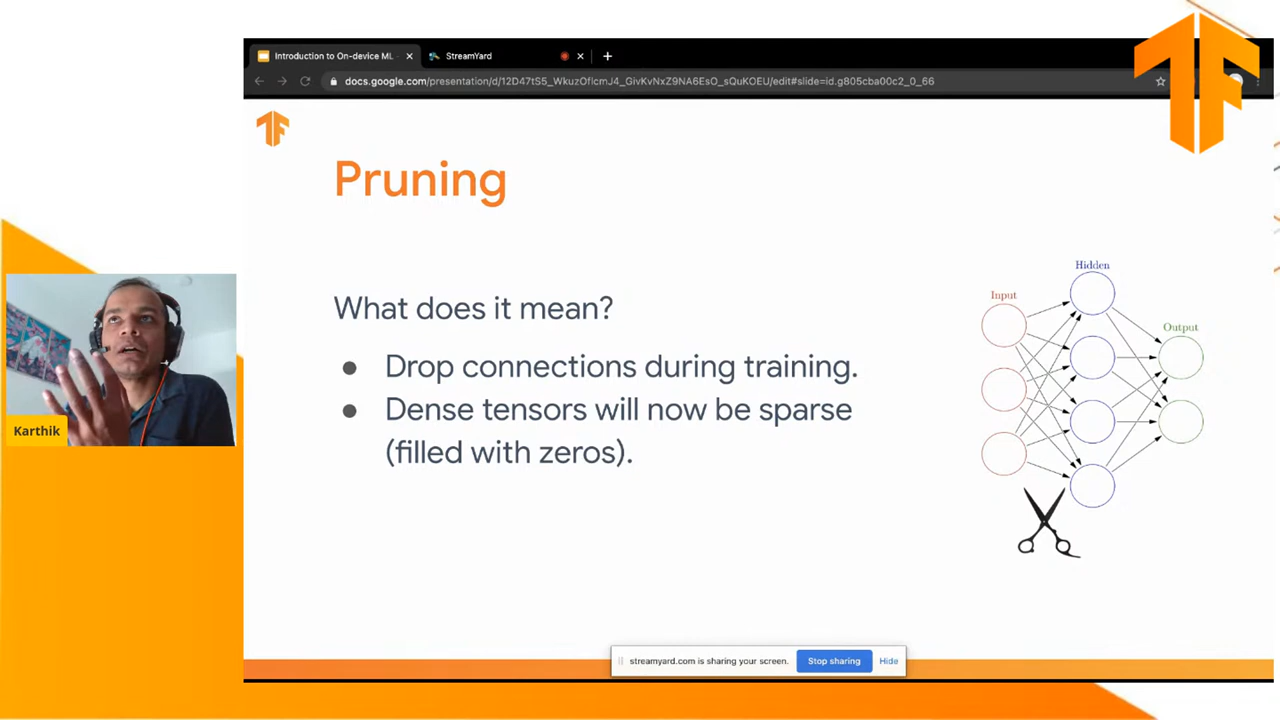 Introduction to On-device ML
StreamYard
docs.google.com/presentation/d/12D47tS5_WkuzOfIcmJ4_GivKvNxZ9NA6EsO_sQuKOEU/edit#slide=id.g805cba00c2_0_66
Pruning
What does it mean?
● Drop connections during training.
● Dense tensors will now be sparse
(filled with zeros).
Hidden
Input
Output
Karthik
streamyard.com is sharing your screen. Stop sharing Hide